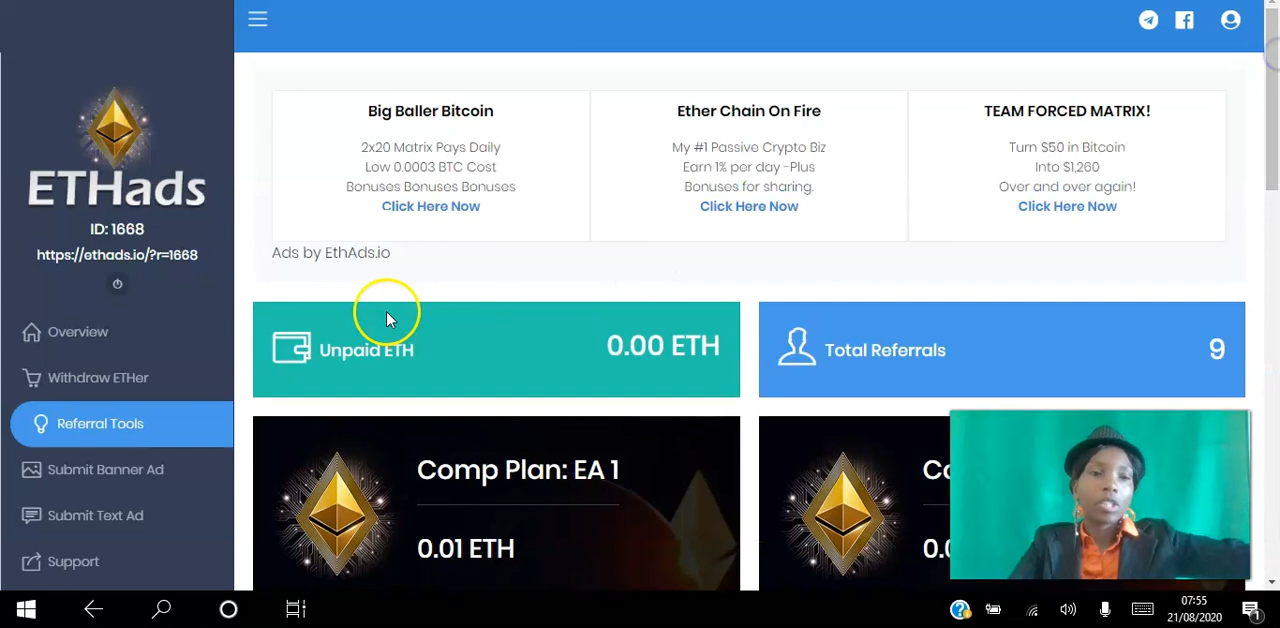 ETHads
ID: 1668
https://ethads.io/?r=1668
Overview
Withdraw ETHer
Referral Tools
Submit Banner Ad
Submit Text Ad
Support
Big Baller Bitcoin
2x20 Matrix Pays Daily
Low 0.0003 BTC Cost
Bonuses Bonuses Bonuses
Click Here Now
Ether Chain On Fire
My #1 Passive Crypto Biz
Earn 1% per day -Plus
Bonuses for sharing.
Click Here Now
TEAM FORCED MATRIX!
Turn $50 in Bitcoin
Into $1,260
Over and over again!
Click Here Now
Ads by EthAds.io
Unpaid ETH
0.00 ETH
Total Referrals
9
Comp Plan: EA 1
0.01 ETH
07:55
21/08/2020